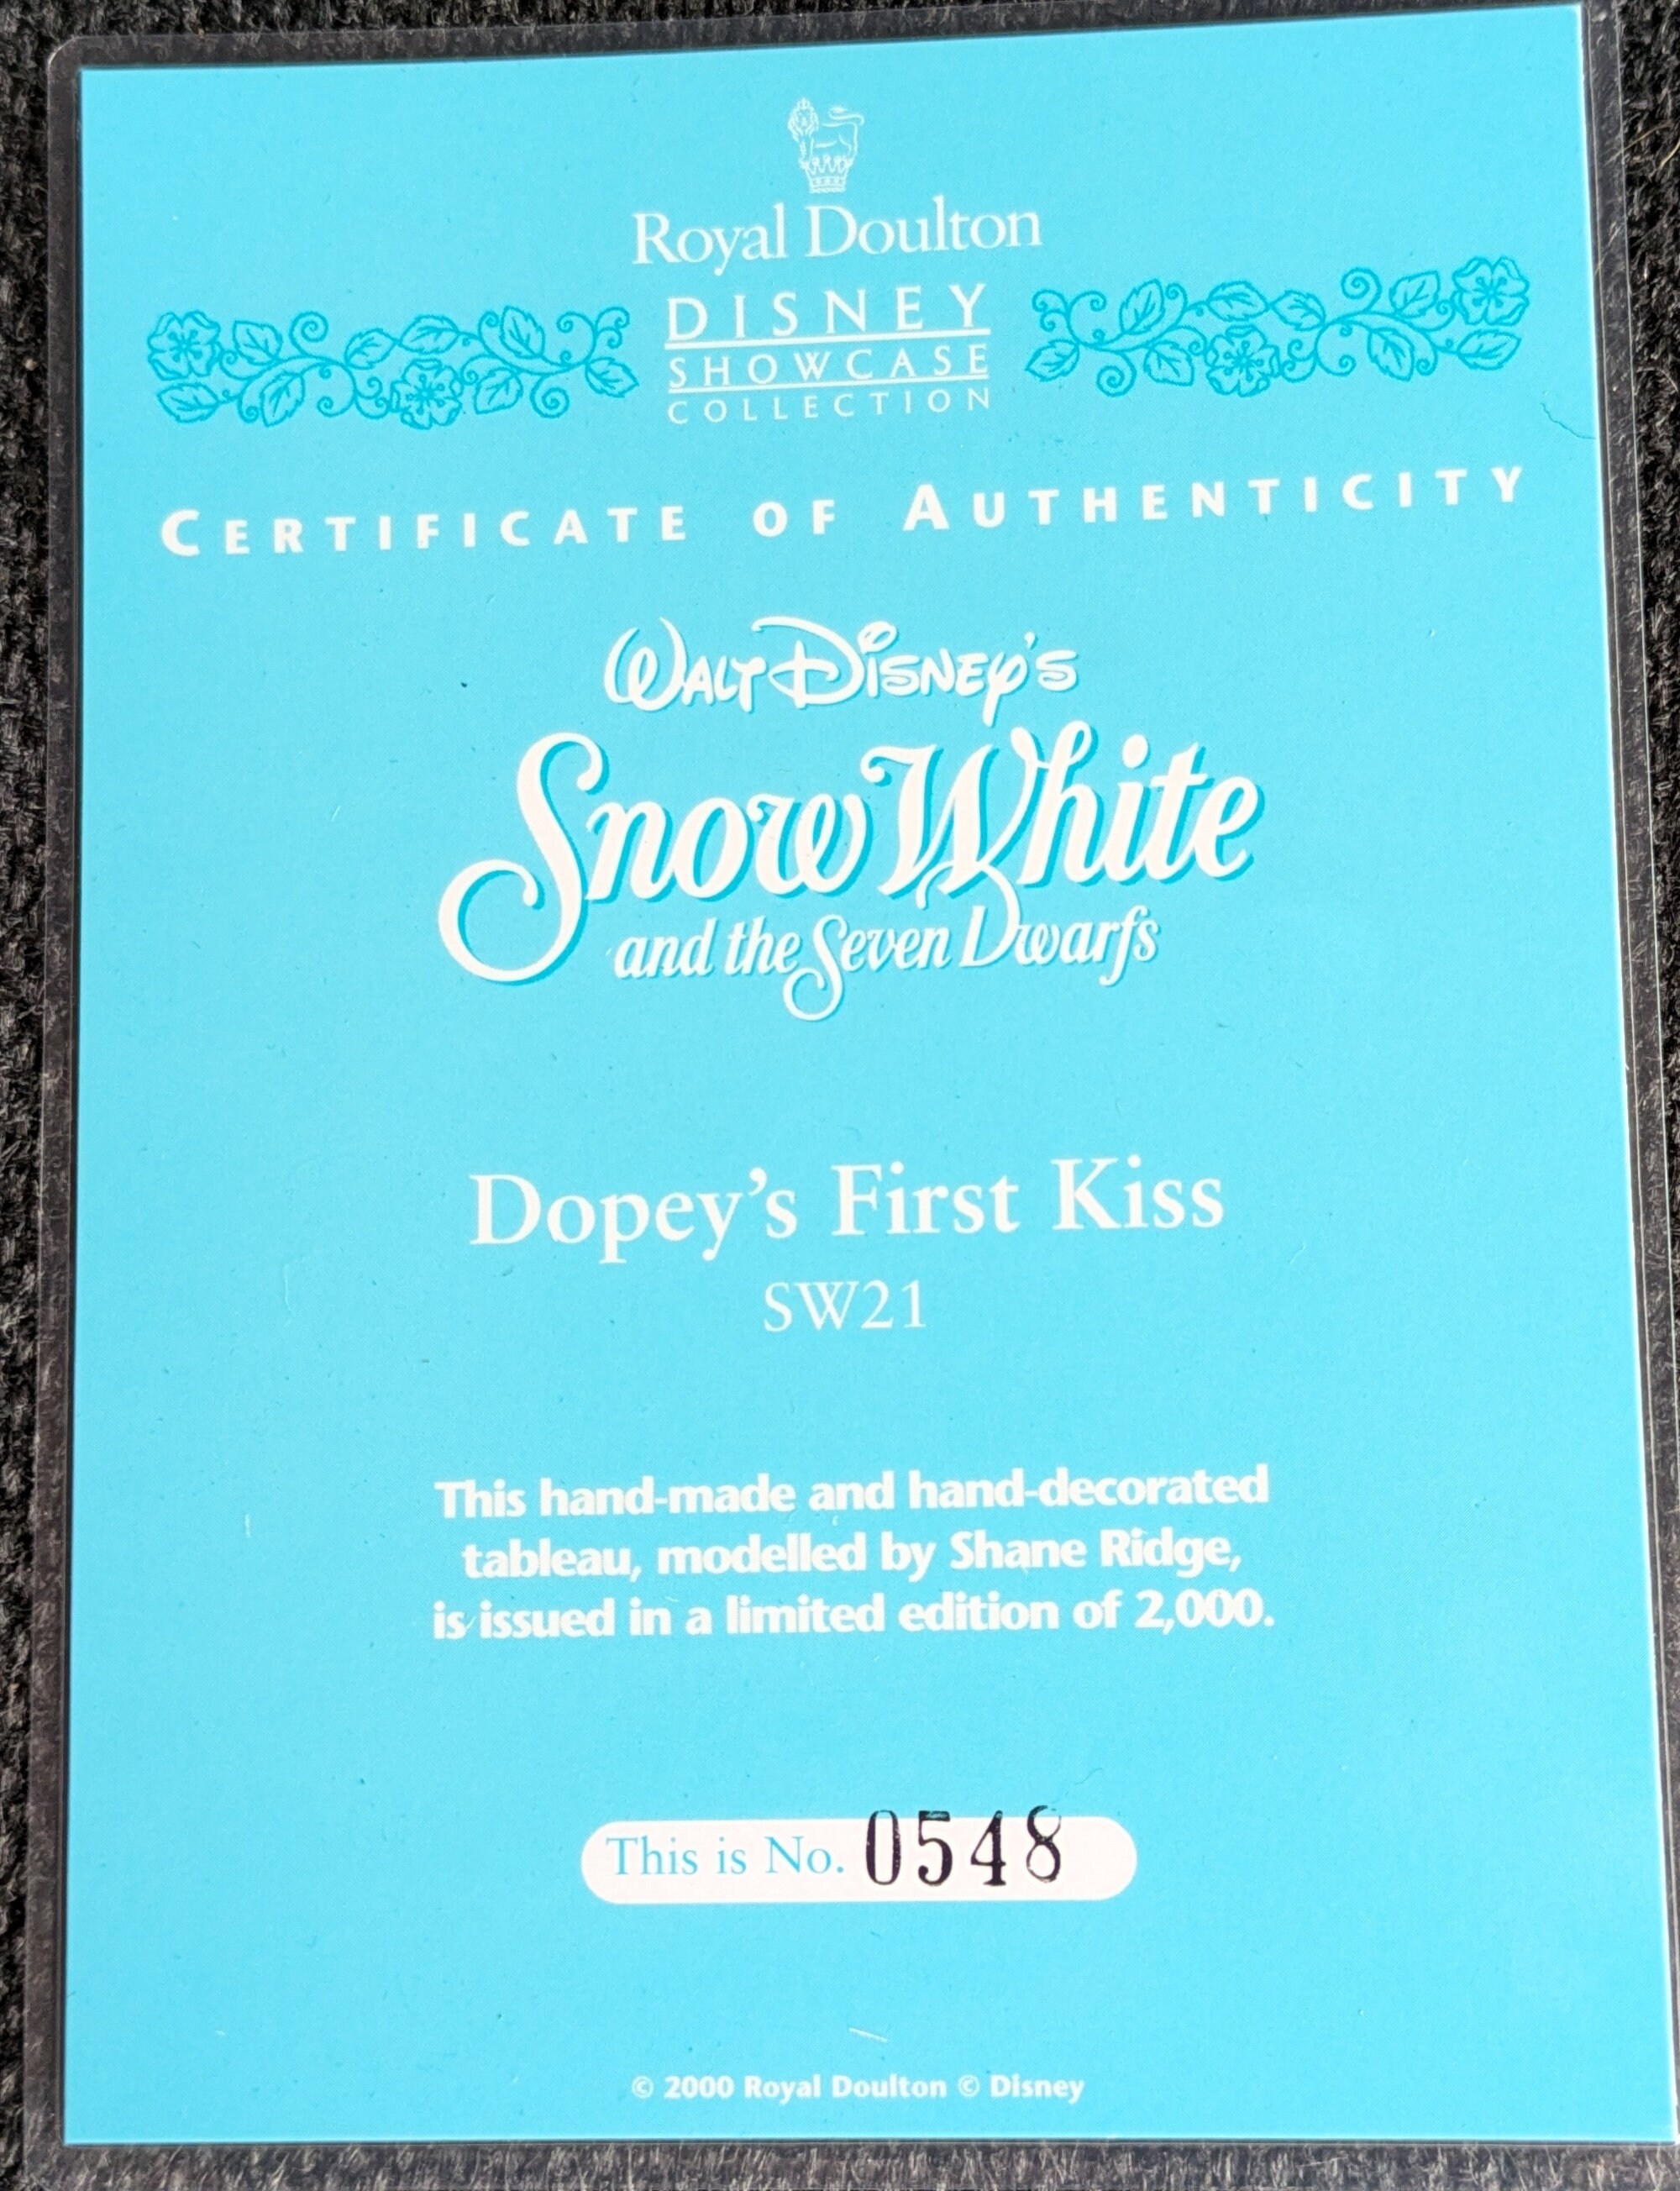 Royal Doulton
DISNEY
SHOWCASE
COLLECTION
CERTIFICATE OF AUTHENTICITY
WALT DISNEY'S
Snow White
and the Seven Dwarfs
Dopey's First Kiss
SW21
This hand-made and hand-decorated
tableau, modelled by Shane Ridge,
is issued in a limited edition of 2,000.
This is No. 0548
© 2000 Royal Doulton © Disney